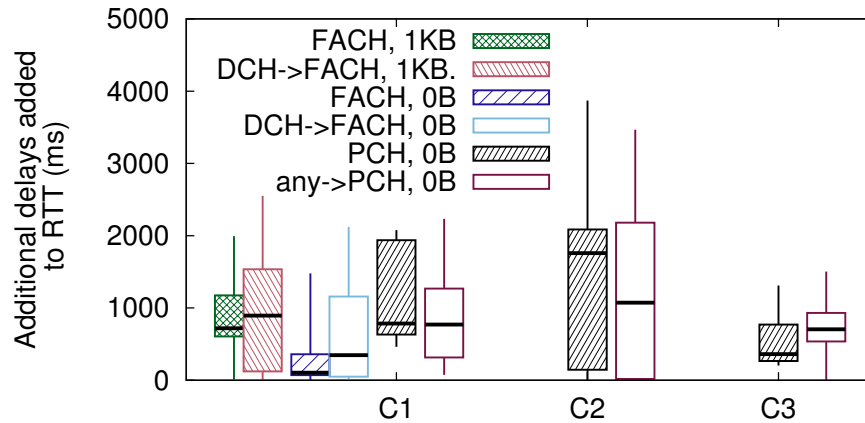 Additional delays added
to RTT (ms)
5000
4000
3000
2000
1000
0
FACH, 1KB
DCH->FACH, 1KB.
FACH, 0B
DCH->FACH, 0B
PCH, 0B
any->PCH, 0B
C1
C2
C3